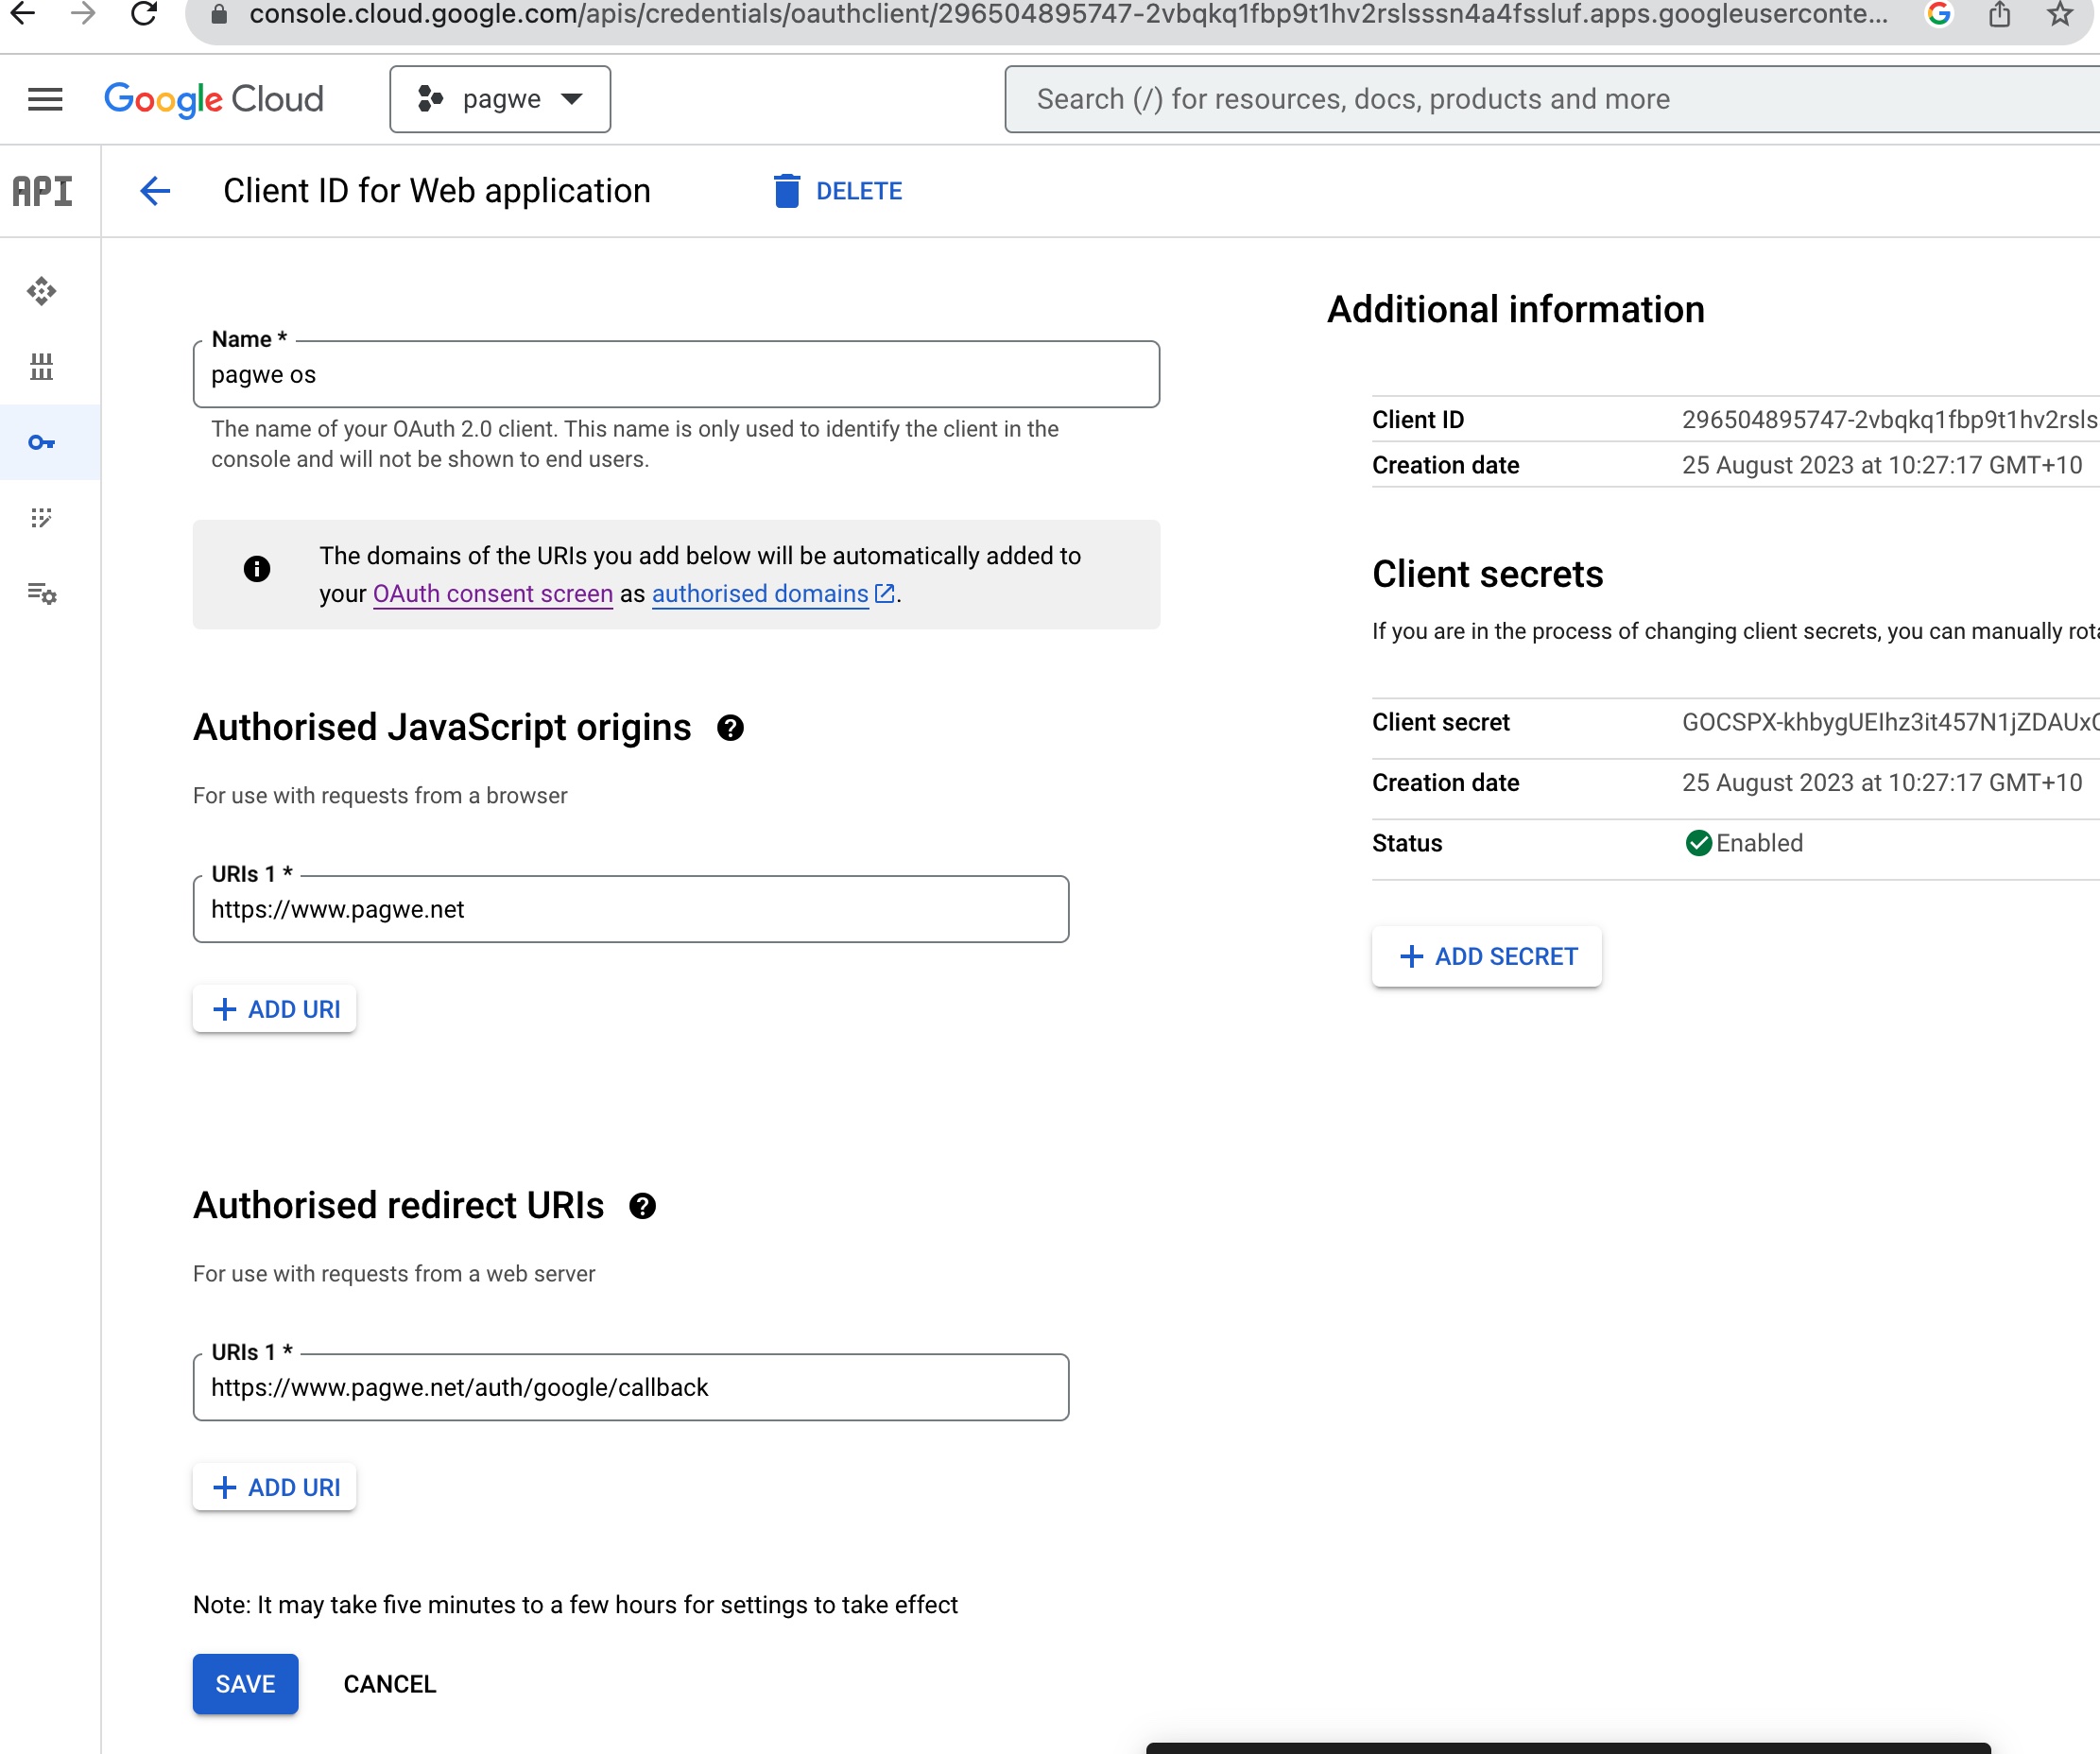 console.cloud.google.com/apis/credentials/oauthclient/296504895747-2vbqkq1fbp9t1hv2rslsssn4a4fssluf.apps.googleuserconte...
Google Cloud
pagwe
Search (/) for resources, docs, products and more
API
Client ID for Web application
DELETE
Name *
pagwe os
The name of your OAuth 2.0 client. This name is only used to identify the client in the
console and will not be shown to end users.
The domains of the URIs you add below will be automatically added to
your OAuth consent screen as authorised domains.
Authorised JavaScript origins
For use with requests from a browser
URIs 1 *
https://www.pagwe.net
+ ADD URI
Authorised redirect URIs
For use with requests from a web server
URIs 1 *
https://www.pagwe.net/auth/google/callback
+ ADD URI
Note: It may take five minutes to a few hours for settings to take effect
SAVE
CANCEL
Additional information
Client ID 296504895747-2vbqkq1fbp9t1hv2rsls
Creation date 25 August 2023 at 10:27:17 GMT+10
Client secrets
If you are in the process of changing client secrets, you can manually rota
Client secret GOCSPX-khbygUEIhz3it457N1jZDAUxC
Creation date 25 August 2023 at 10:27:17 GMT+10
Status Enabled
+ ADD SECRET